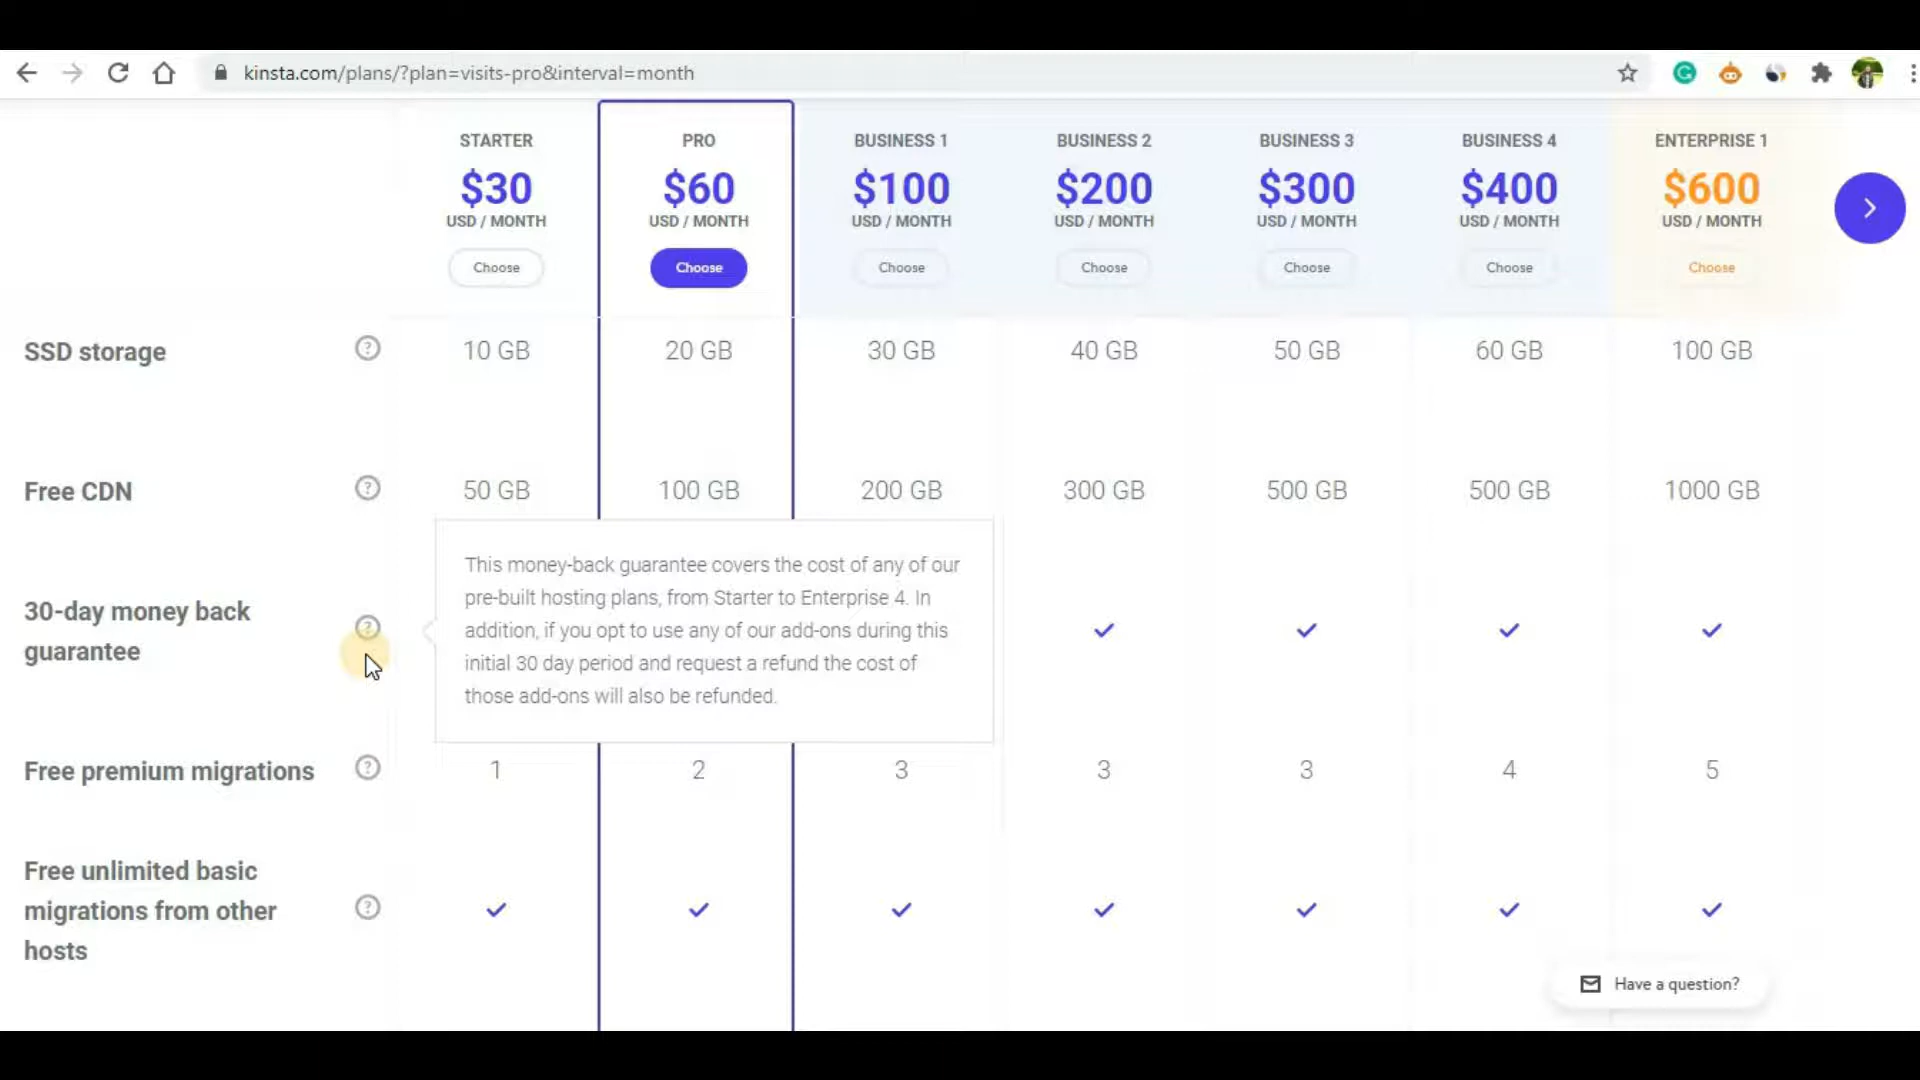 kinsta.com/plans/?plan=visits-pro&interval=month
STARTER PRO BUSINESS 1 BUSINESS 2 BUSINESS 3 BUSINESS 4 ENTERPRISE 1
$30 $60 $100 $200 $300 $400 $600
USD / MONTH USD / MONTH USD / MONTH USD / MONTH USD / MONTH USD / MONTH USD / MONTH
Choose Choose Choose Choose Choose Choose Choose
SSD storage ? 10 GB 20 GB 30 GB 40 GB 50 GB 60 GB 100 GB
Free CDN ? 50 GB 100 GB 200 GB 300 GB 500 GB 500 GB 1000 GB
30-day money back
guarantee ?
This money-back guarantee covers the cost of any of our
pre-built hosting plans, from Starter to Enterprise 4. In
addition, if you opt to use any of our add-ons during this
initial 30 day period and request a refund the cost of
those add-ons will also be refunded.
Free premium migrations ? 1 2 3 3 3 4 5
Free unlimited basic
migrations from other ?
hosts
Have a question?